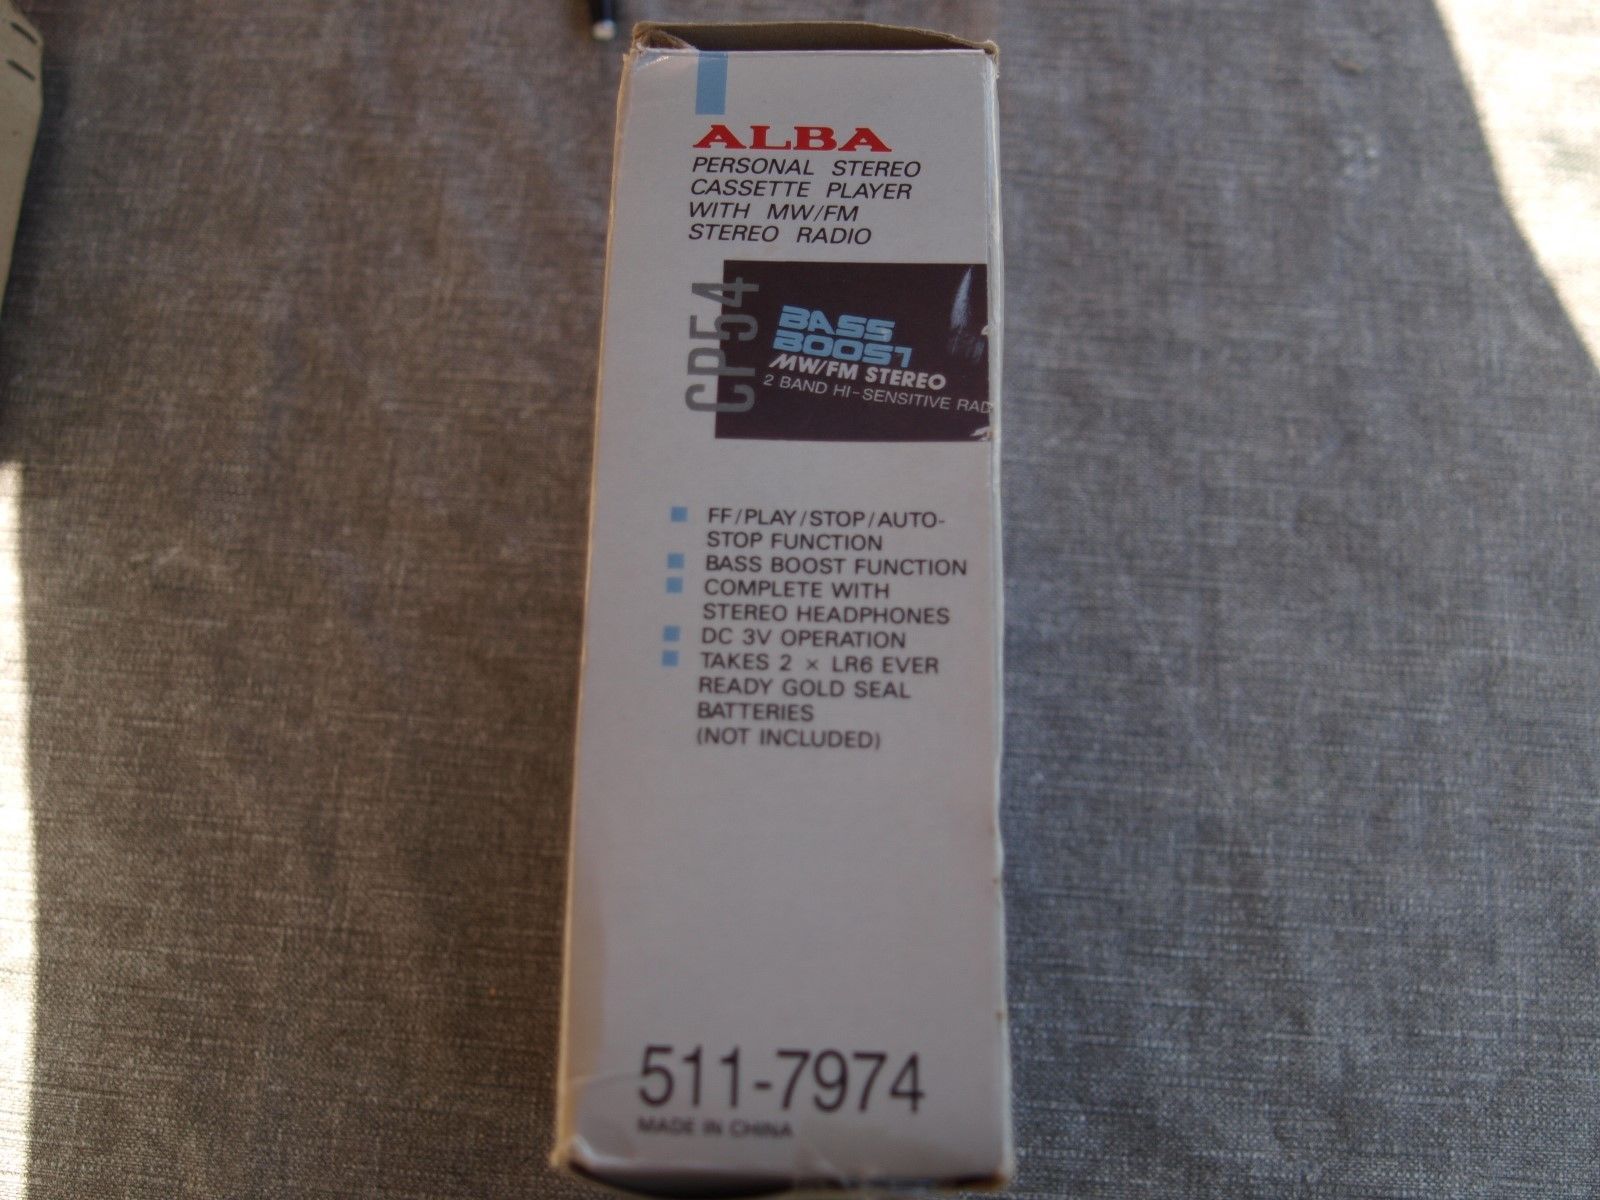 ALBA
PERSONAL STEREO
CASSETTE PLAYER
WITH MW/FM
STEREO RADIO
CP54
BASS
BOOST
MW/FM STEREO
2 BAND HI-SENSITIVE RAD
FF/PLAY/STOP/AUTO-
STOP FUNCTION
BASS BOOST FUNCTION
COMPLETE WITH
STEREO HEADPHONES
DC 3V OPERATION
TAKES 2 × LR6 EVER
READY GOLD SEAL
BATTERIES
(NOT INCLUDED)
511-7974
MADE IN CHINA